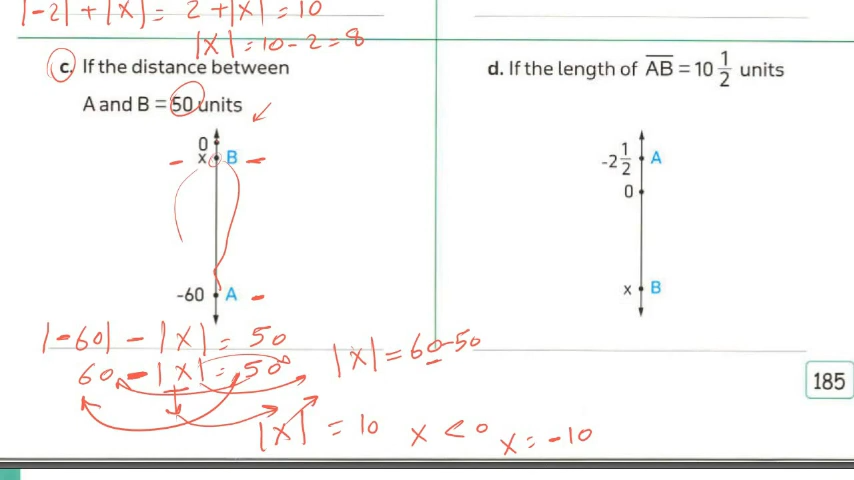 |-2| + |x| = 2 + |x| = 10
|x| = 10 - 2 = 8
c. If the distance between
A and B = 50 units
0
- x B -
-60 A -
|-60| - |x| = 50
60 - |x| = 50
|x| = 60 - 50
|x| = 10 x < 0 x = -10
d. If the length of AB = 10 1/2 units
-2 1/2 A
0
x B
185